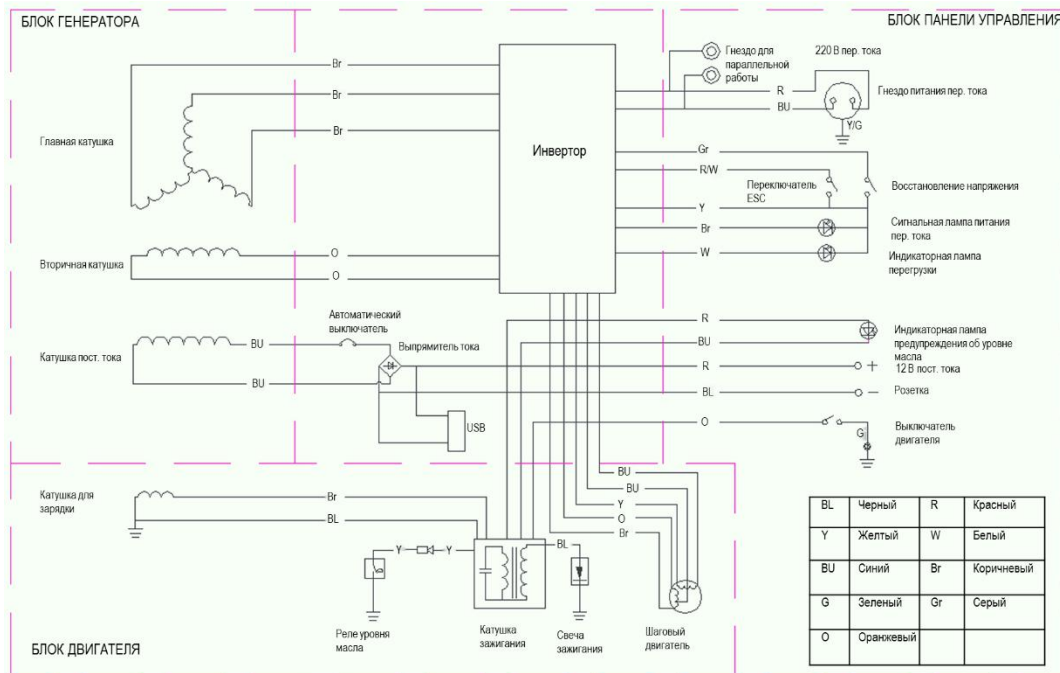 БЛОК ГЕНЕРАТОРА
БЛОК ПАНЕЛИ УПРАВЛЕНИЯ
Br
Br
Br
Главная катушка
Инвертор
Гнездо для
параллельной
работы
220 В пер. тока
Гнездо питания пер. тока
R
BU
Y/G
Gr
R/W
Переключатель
ESC
Восстановление напряжения
Y
Br
Сигнальная лампа питания
пер. тока
W
Индикаторная лампа
перегрузки
Вторичная катушка
O
O
Автоматический
выключатель
Катушка пост. тока
BU
BU
Выпрямитель тока
USB
R
BU
Индикаторная лампа
предупреждения об уровне
масла
R
12 В пост. тока
+
BL
−
Розетка
O
G
Выключатель
двигателя
Катушка для
зарядки
Br
BL
BU
BU
Y
O
Br
Y
Y
BL
Реле уровня
масла
Катушка
зажигания
Свеча
зажигания
Шаговый
двигатель
БЛОК ДВИГАТЕЛЯ
BL Черный R Красный
Y Желтый W Белый
BU Синий Br Коричневый
G Зеленый Gr Серый
O Оранжевый